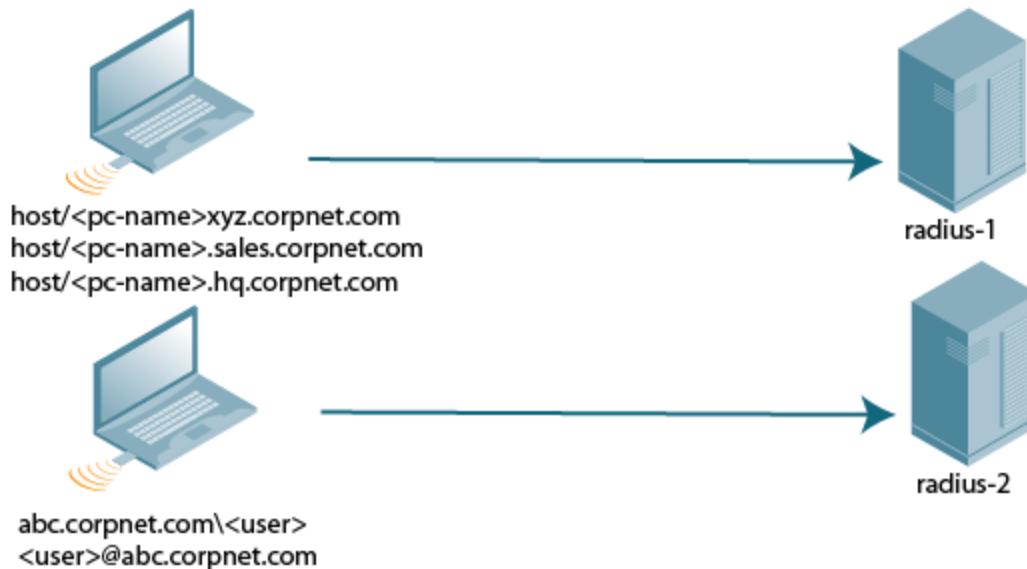 host/<pc-name>xyz.corpnet.com
host/<pc-name>.sales.corpnet.com
host/<pc-name>.hq.corpnet.com
radius-1
abc.corpnet.com\<user>
<user>@abc.corpnet.com
radius-2